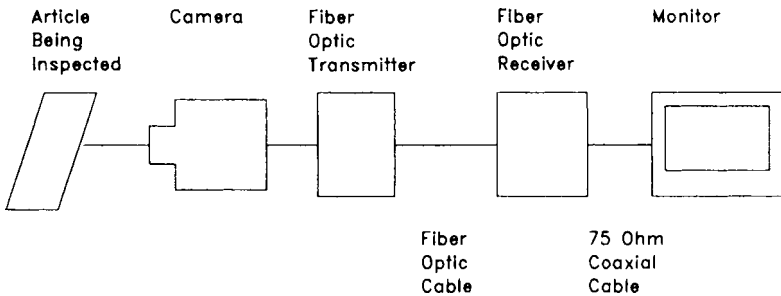 Article
Being
Inspected
Camera
Fiber
Optic
Transmitter
Fiber
Optic
Receiver
Monitor
Fiber
Optic
Cable
75 Ohm
Coaxial
Cable